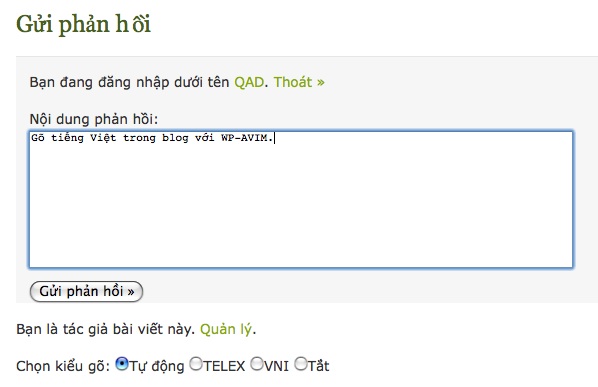 Gửi phản hồi
Bạn đang đăng nhập dưới tên QAD. Thoát »
Nội dung phản hồi:
Gõ tiếng Việt trong blog với WP-AVIM.
Gửi phản hồi »
Bạn là tác giả bài viết này. Quản lý.
Chọn kiểu gõ: Tự động TELEX VNI Tắt